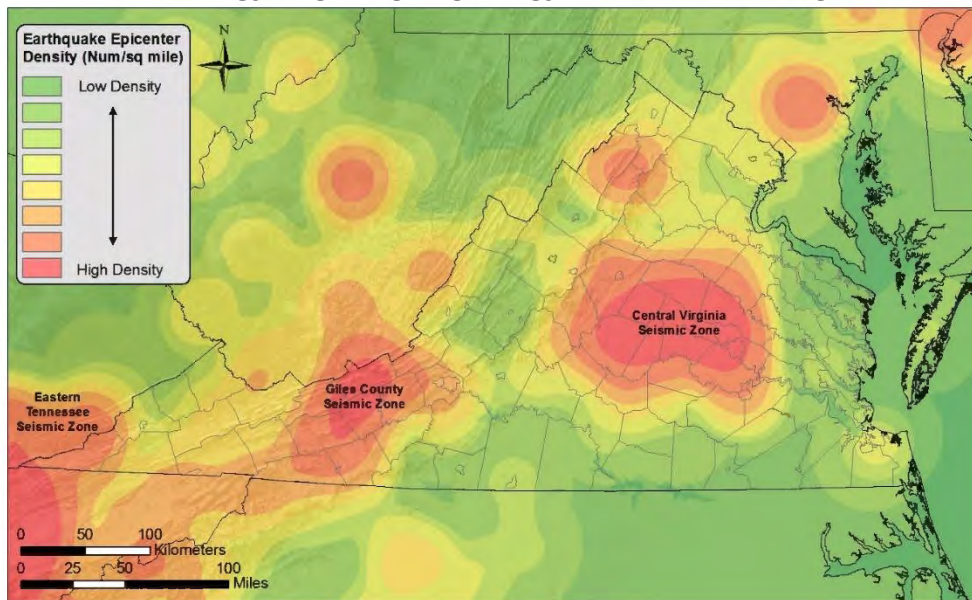 Earthquake Epicenter
Density (Num/sq mile)
Low Density
High Density
N
Central Virginia
Seismic Zone
Giles County
Seismic Zone
Eastern
Tennessee
Seismic Zone
0 50 100
Kilometers
0 25 50 100
Miles